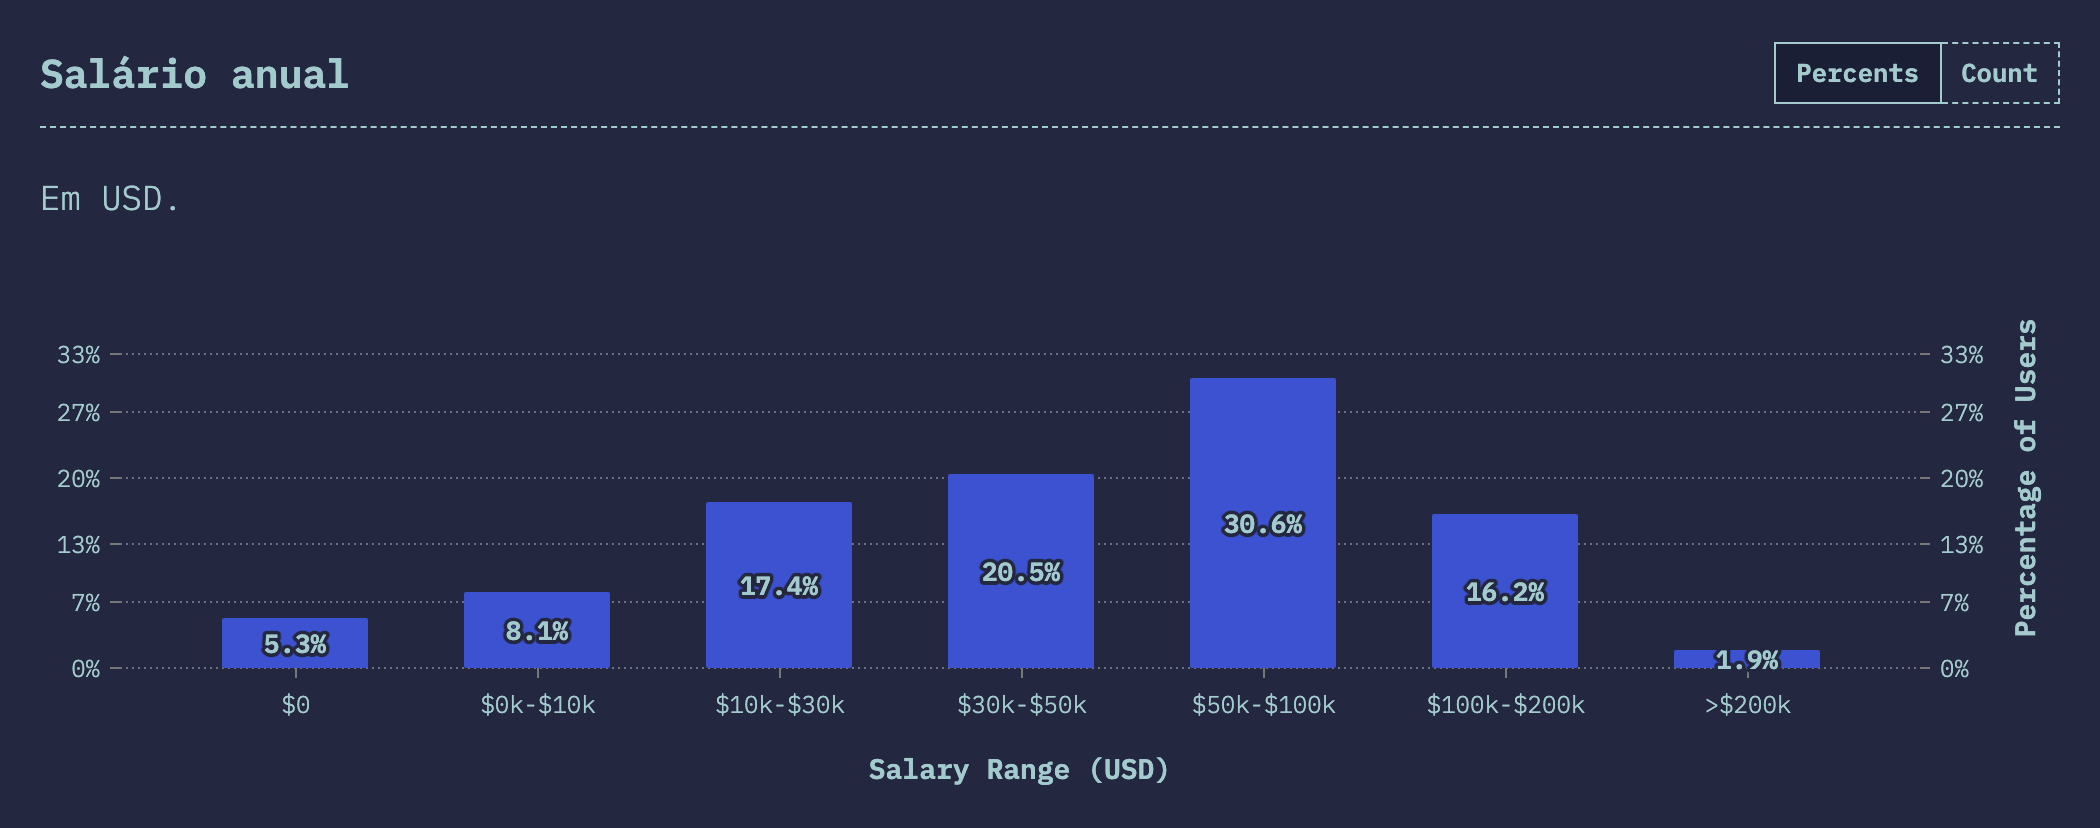 Salário anual
Percents Count
Em USD.
33% 33%
27% 27%
20% 20%
13% 13%
7% 7%
0% 0%
Percentage of Users
5.3% 8.1% 17.4% 20.5% 30.6% 16.2% 1.9%
$0 $0k-$10k $10k-$30k $30k-$50k $50k-$100k $100k-$200k >$200k
Salary Range (USD)